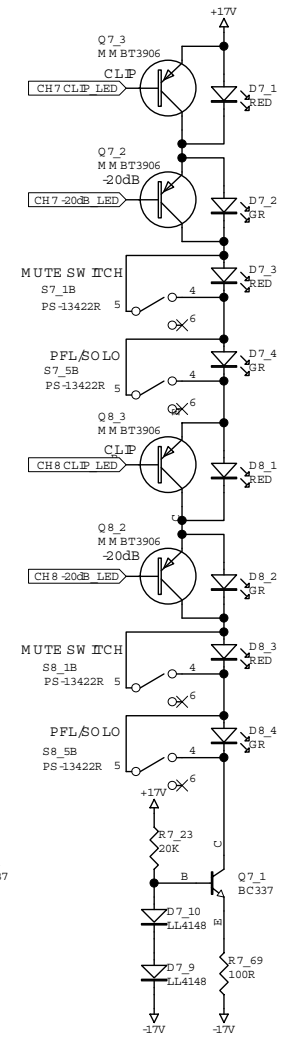 +17V
Q7_3
MMBT3906
CLIP
CH7 CLIP_LED
D7_1
RED
Q7_2
MMBT3906
-20dB
CH7 -20dB_LED
D7_2
GR
MUTE SWITCH
S7_1B
PS-13422R
5
4
6
D7_3
RED
PFL/SOLO
S7_5B
PS-13422R
5
4
6
D7_4
GR
E
Q8_3
MMBT3906
CLIP
CH8 CLIP_LED
D8_1
RED
C
Q8_2
MMBT3906
-20dB
CH8 -20dB_LED
D8_2
GR
MUTE SWITCH
S8_1B
PS-13422R
5
4
6
D8_3
RED
PFL/SOLO
S8_5B
PS-13422R
5
4
6
D8_4
GR
+17V
R7_23
20K
C
B
Q7_1
BC337
E
37
D7_10
LL4148
D7_9
LL4148
R7_69
100R
-17V
-17V